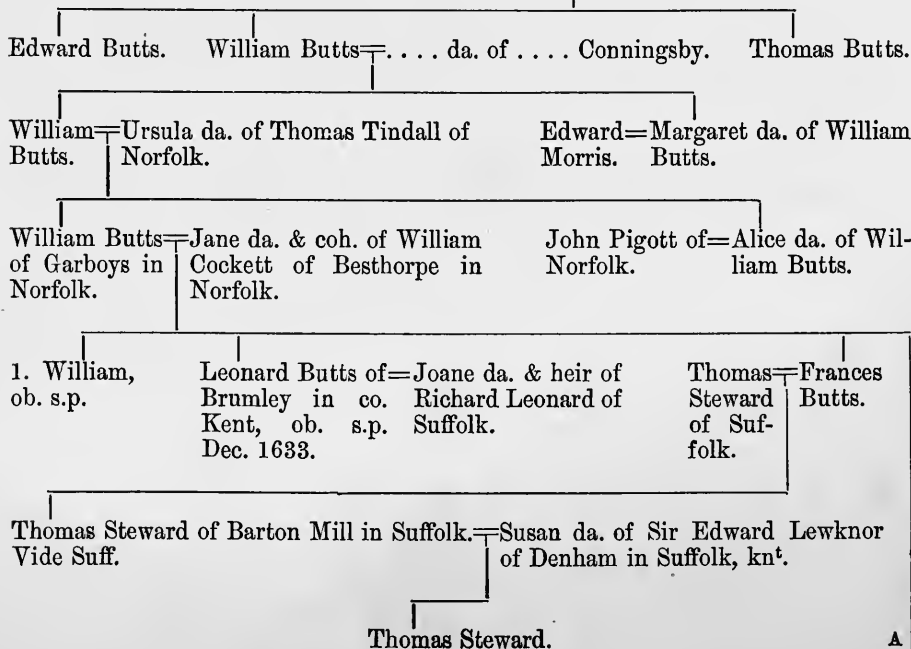 Edward Butts. William Butts=. . . . da. of . . . . Conningsby. Thomas Butts.
William=Ursula da. of Thomas Tindall of
Butts. Norfolk.
Edward=Margaret da. of William
Morris. Butts.
William Butts=Jane da. & coh. of William
of Garboys in Cockett of Besthorpe in
Norfolk. Norfolk.
John Pigott of=Alice da. of Wil-
Norfolk. liam Butts.
1. William,
ob. s.p.
Leonard Butts of=Joane da. & heir of
Brumley in co. Richard Leonard of
Kent, ob. s.p. Suffolk.
Dec. 1633.
Thomas=Frances
Steward Butts.
of Suf-
folk.
Thomas Steward of Barton Mill in Suffolk.=Susan da. of Sir Edward Lewknor
Vide Suff. of Denham in Suffolk, knᵗ.
Thomas Steward.
A